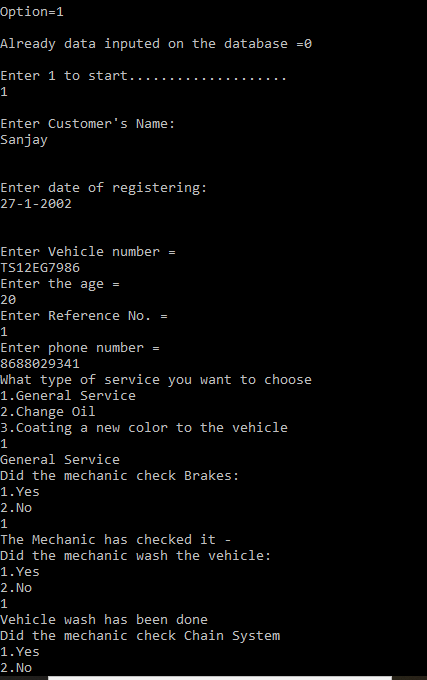 Option=1
Already data inputed on the database =0
Enter 1 to start....................
1
Enter Customer's Name:
Sanjay
Enter date of registering:
27-1-2002
Enter Vehicle number =
TS12EG7986
Enter the age =
20
Enter Reference No. =
1
Enter phone number =
8688029341
What type of service you want to choose
1.General Service
2.Change Oil
3.Coating a new color to the vehicle
1
General Service
Did the mechanic check Brakes:
1.Yes
2.No
1
The Mechanic has checked it -
Did the mechanic wash the vehicle:
1.Yes
2.No
1
Vehicle wash has been done
Did the mechanic check Chain System
1.Yes
2.No